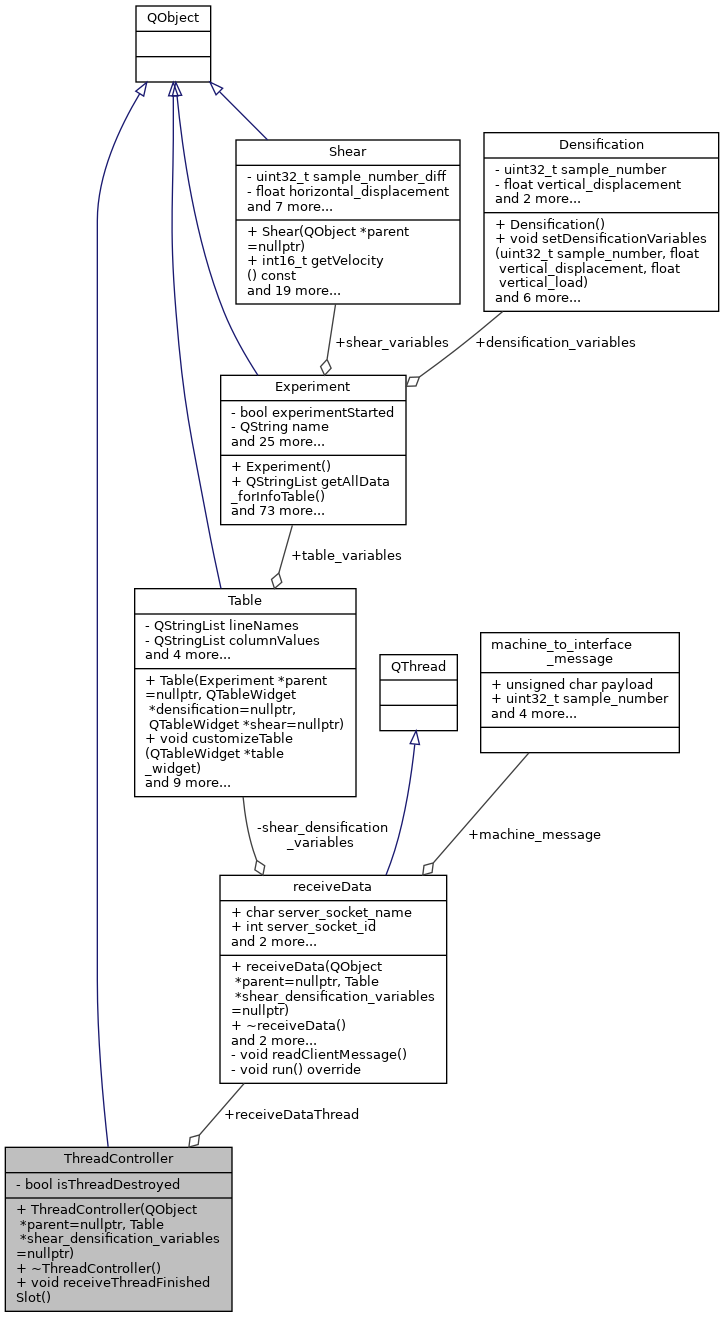 QObject
Shear
- uint32_t sample_number_diff
- float horizontal_displacement
and 7 more...
+ Shear(QObject *parent
=nullptr)
+ int16_t getVelocity
() const
and 19 more...
Densification
- uint32_t sample_number
- float vertical_displacement
and 2 more...
+ Densification()
+ void setDensificationVariables
(uint32_t sample_number, float
vertical_displacement, float
vertical_load)
and 6 more...
+shear_variables
+densification_variables
Experiment
- bool experimentStarted
- QString name
and 25 more...
+ Experiment()
+ QStringList getAllData
_forInfoTable()
and 73 more...
+table_variables
Table
- QStringList lineNames
- QStringList columnValues
and 4 more...
+ Table(Experiment *parent
=nullptr, QTableWidget
*densification=nullptr,
QTableWidget *shear=nullptr)
+ void customizeTable
(QTableWidget *table
_widget)
and 9 more...
QThread
machine_to_interface
_message
+ unsigned char payload
+ uint32_t sample_number
and 4 more...
-shear_densification
_variables
+machine_message
receiveData
+ char server_socket_name
+ int server_socket_id
and 2 more...
+ receiveData(QObject
*parent=nullptr, Table
*shear_densification_variables
=nullptr)
+ ~receiveData()
and 2 more...
- void readClientMessage()
- void run() override
+receiveDataThread
ThreadController
- bool isThreadDestroyed
+ ThreadController(QObject
*parent=nullptr, Table
*shear_densification_variables
=nullptr)
+ ~ThreadController()
+ void receiveThreadFinished
Slot()